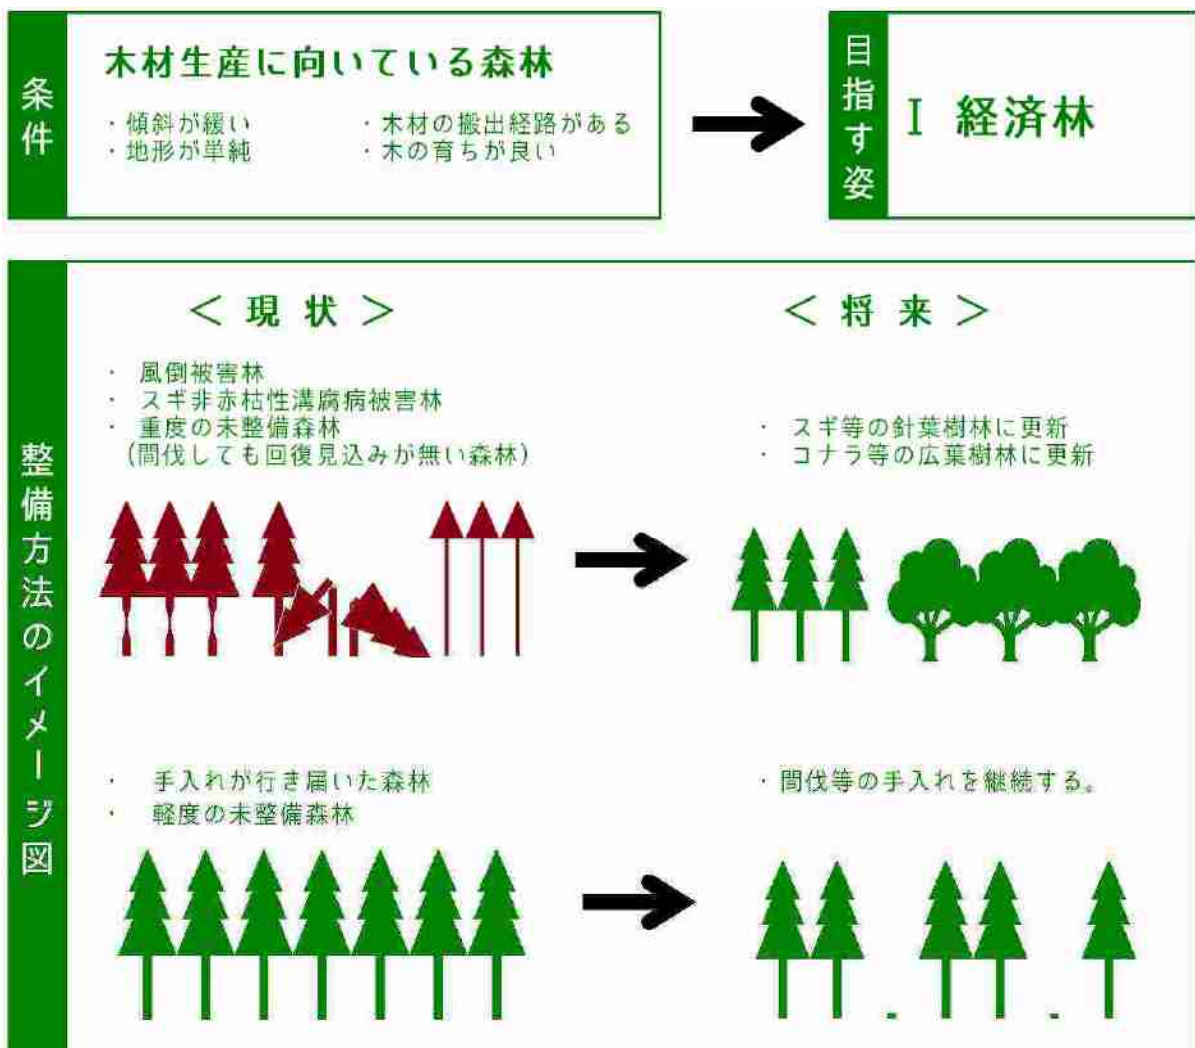 条件
木材生産に向いている森林
・傾斜が緩い
・地形が単純
・木材の搬出経路がある
・木の育ちが良い
目指す姿
Ⅰ 経済林
整備方法のイメージ図
＜ 現 状 ＞
・ 風倒被害林
・ スギ非赤枯性溝腐病被害林
・ 重度の未整備森林
(間伐しても回復見込みが無い森林)
＜ 将 来 ＞
・ スギ等の針葉樹林に更新
・ コナラ等の広葉樹林に更新
・ 手入れが行き届いた森林
・ 軽度の未整備森林
・間伐等の手入れを継続する。